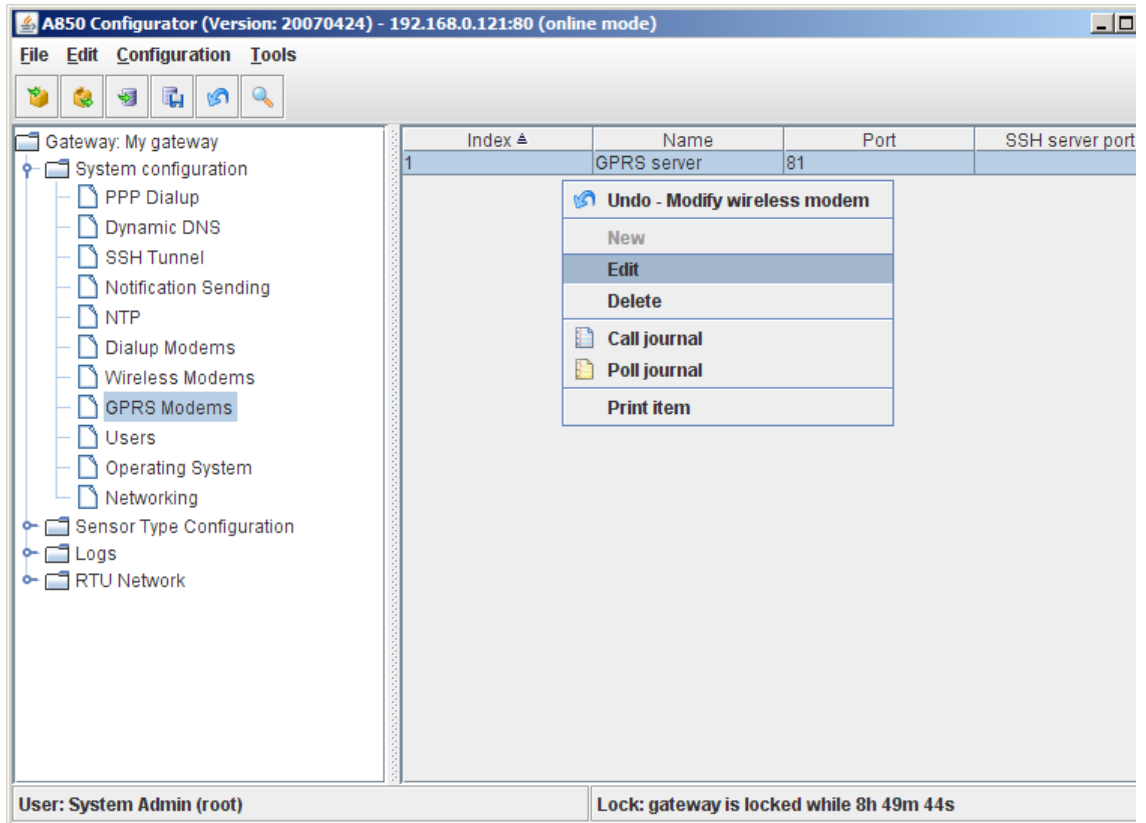 A850 Configurator (Version: 20070424) - 192.168.0.121:80 (online mode)
File Edit Configuration Tools
Gateway: My gateway
System configuration
PPP Dialup
Dynamic DNS
SSH Tunnel
Notification Sending
NTP
Dialup Modems
Wireless Modems
GPRS Modems
Users
Operating System
Networking
Sensor Type Configuration
Logs
RTU Network
Index Name Port SSH server port
1 GPRS server 81
Undo - Modify wireless modem
New
Edit
Delete
Call journal
Poll journal
Print item
User: System Admin (root)
Lock: gateway is locked while 8h 49m 44s